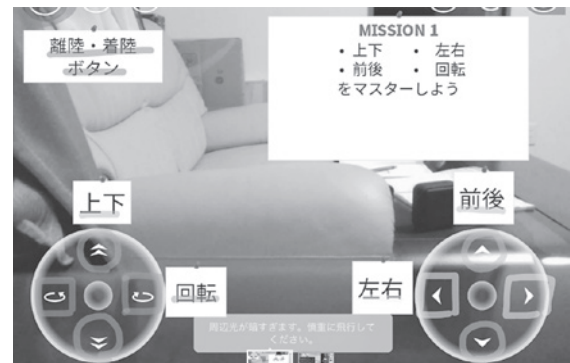 離陸・着陸
ボタン
MISSION 1
・上下 ・左右
・前後 ・回転
をマスターしよう
上下
前後
回転
左右
周辺光が暗すぎます。慎重に飛行して
ください。